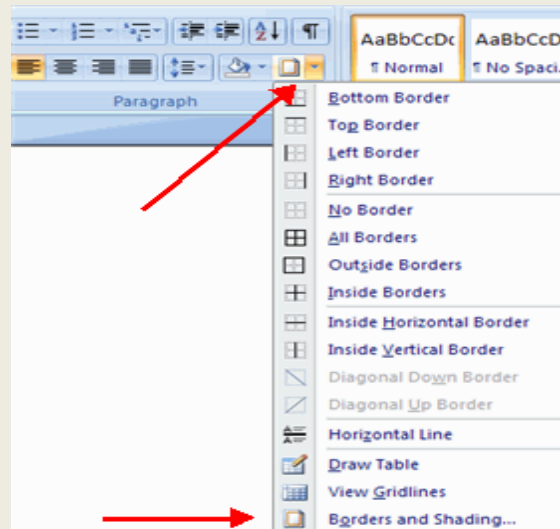 AaBbCcDc AaBbCcD
¶ Normal ¶ No Spaci..
Paragraph
Bottom Border
Top Border
Left Border
Right Border
No Border
All Borders
Outside Borders
Inside Borders
Inside Horizontal Border
Inside Vertical Border
Diagonal Down Border
Diagonal Up Border
Horizontal Line
Draw Table
View Gridlines
Borders and Shading...